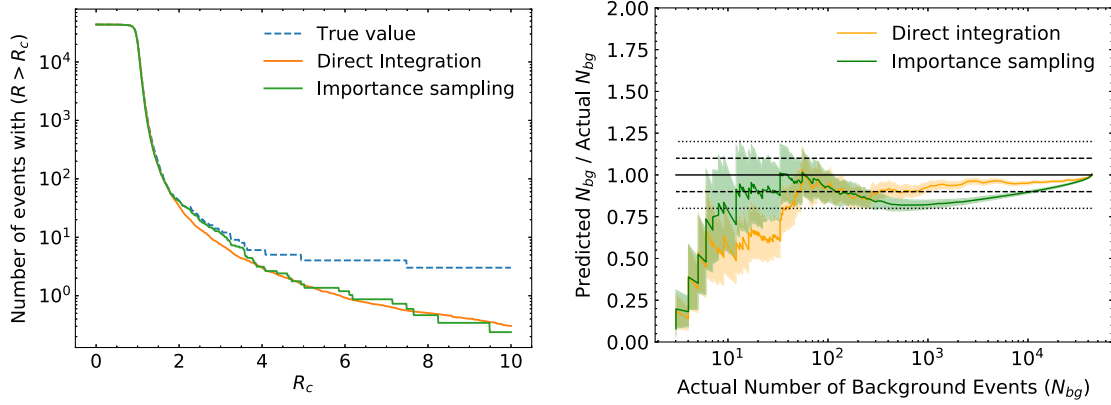 Number of events with (R > R_c)
10^4
10^3
10^2
10^1
10^0
0
2
4
6
8
10
R_c
True value
Direct Integration
Importance sampling
Predicted N_bg / Actual N_bg
2.00
1.75
1.50
1.25
1.00
0.75
0.50
0.25
0.00
10^1
10^2
10^3
10^4
Actual Number of Background Events (N_bg)
Direct integration
Importance sampling